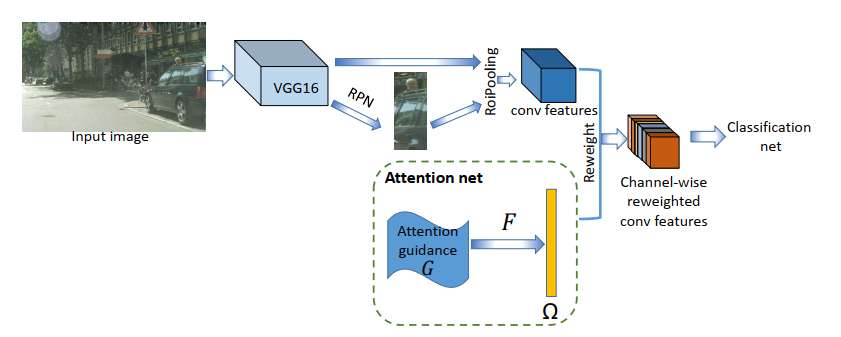 Input image
VGG16
RPN
RoiPooling
conv features
Reweight
Channel-wise
reweighted
conv features
Classification
net
Attention net
Attention
guidance
G
F
Ω